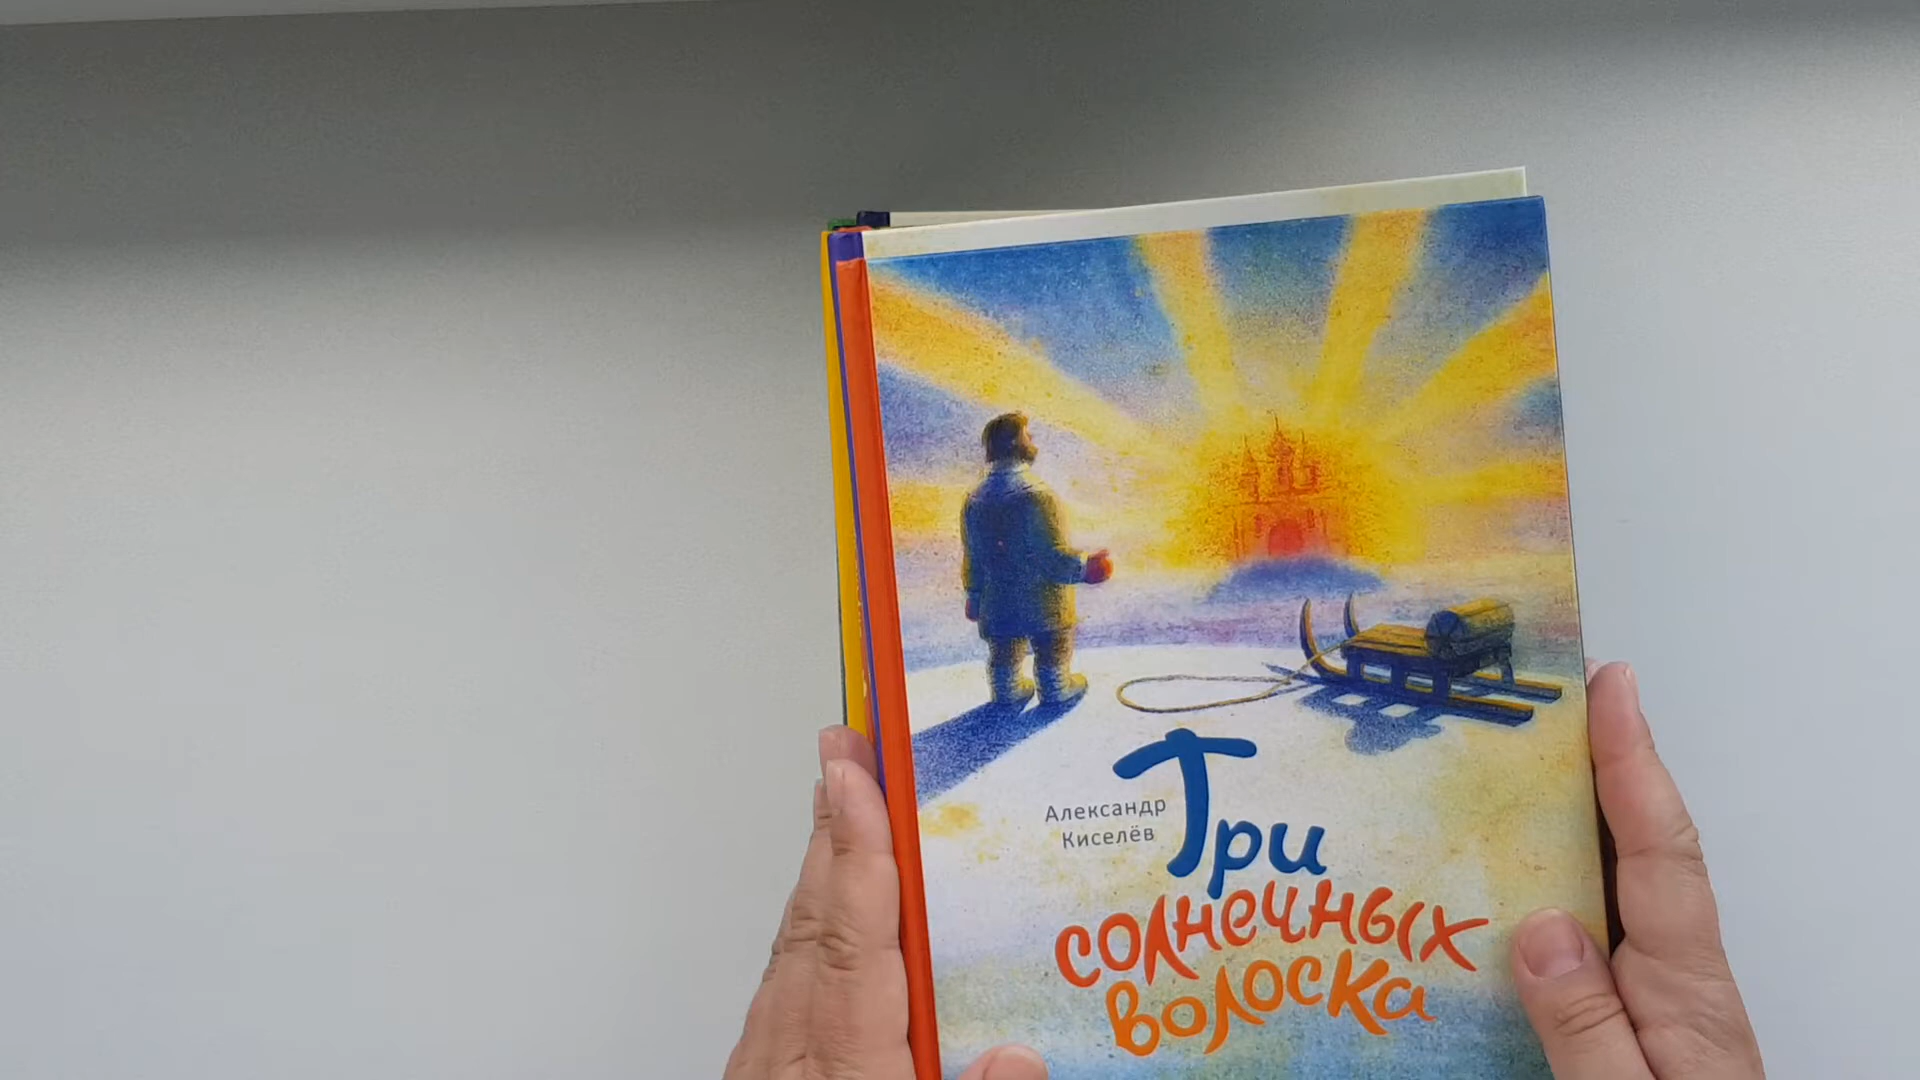 Александр
Киселёв
Три
солнечных
волоска